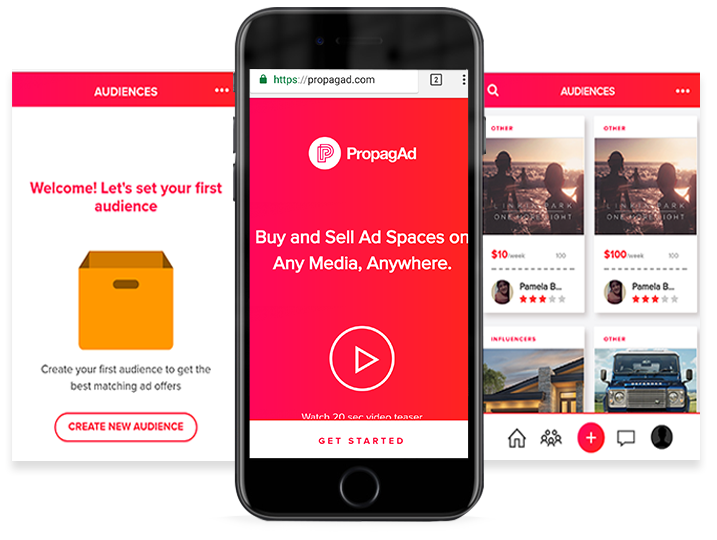 AUDIENCES
Welcome! Let's set your first
audience
Create your first audience to get the
best matching ad offers
CREATE NEW AUDIENCE
https://propagad.com
2
PropagAd
Buy and Sell Ad Spaces on
Any Media, Anywhere.
Watch 20 sec video teaser
GET STARTED
AUDIENCES
OTHER
LINKIN PARK
ONE MORE LIGHT
$10/week
100
Pamela B...
OTHER
LINKIN PARK
ONE MORE LIGHT
$100/week
100
Pamela B...
INFLUENCERS
OTHER